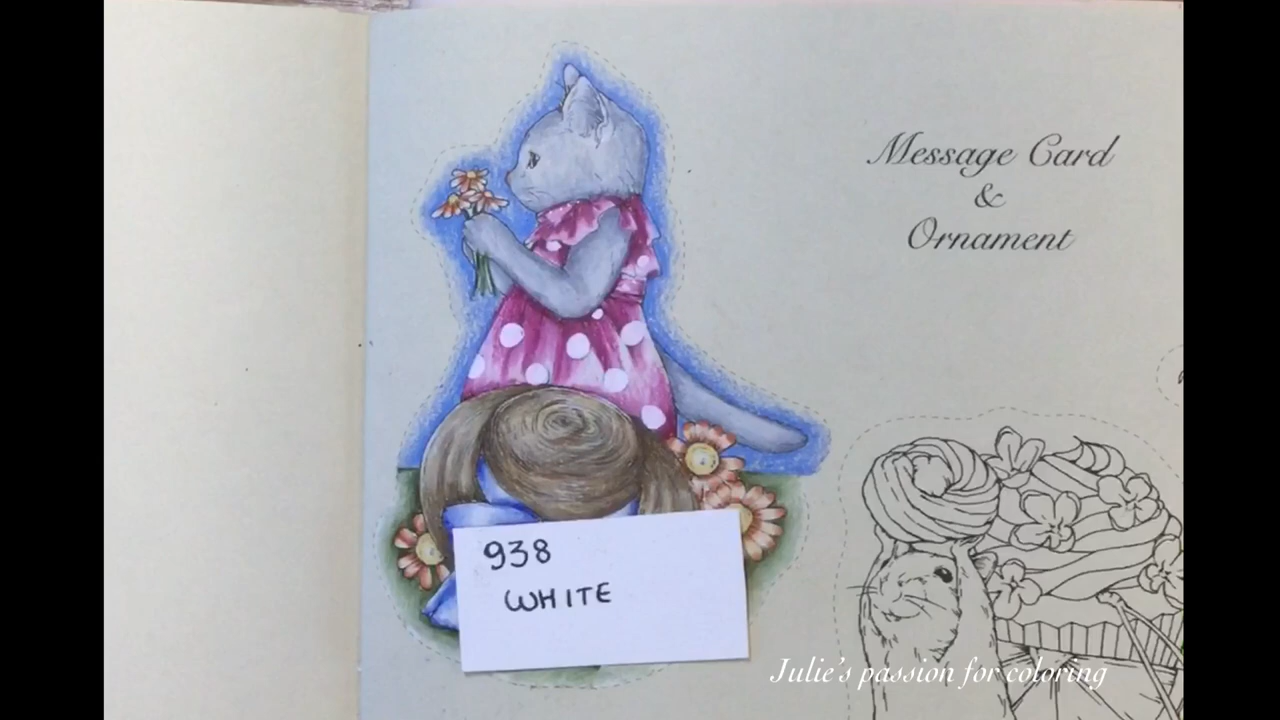 Message Card
&
Ornament
938
WHITE
Julie's passion for coloring